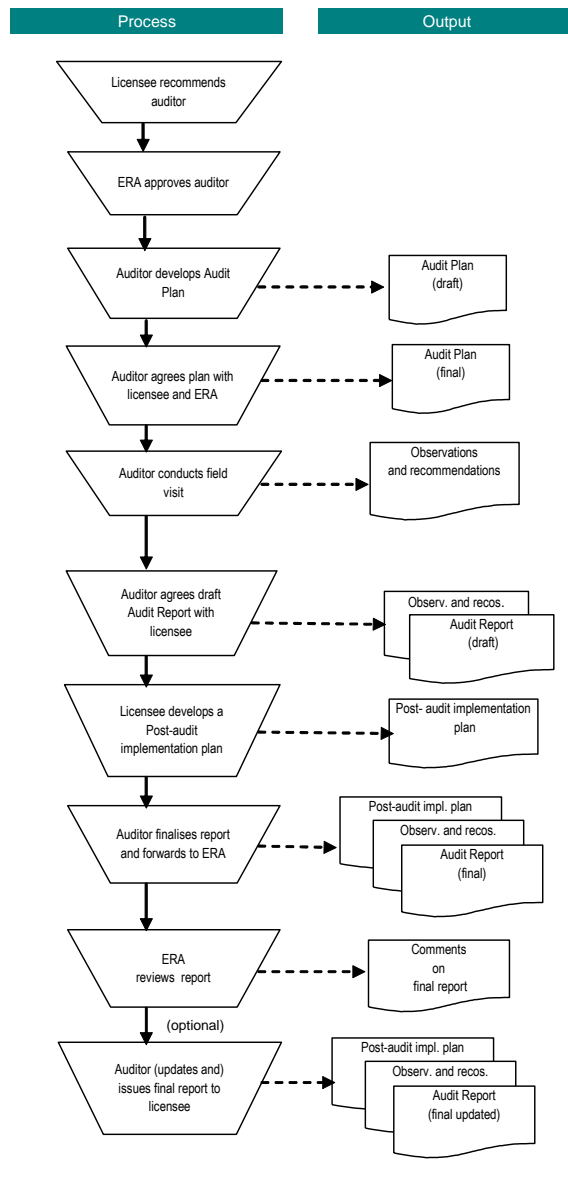 Process
Output
Licensee recommends
auditor
ERA approves auditor
Auditor develops Audit
Plan
Audit Plan
(draft)
Auditor agrees plan with
licensee and ERA
Audit Plan
(final)
Auditor conducts field
visit
Observations
and recommendations
Auditor agrees draft
Audit Report with
licensee
Observ. and recos.
Audit Report
(draft)
Licensee develops a
Post-audit
implementation plan
Post- audit implementation
plan
Auditor finalises report
and forwards to ERA
Post-audit impl. plan
Observ. and recos.
Audit Report
(final)
ERA
reviews report
Comments
on
final report
(optional)
Auditor (updates and)
issues final report to
licensee
Post-audit impl. plan
Observ. and recos.
Audit Report
(final updated)